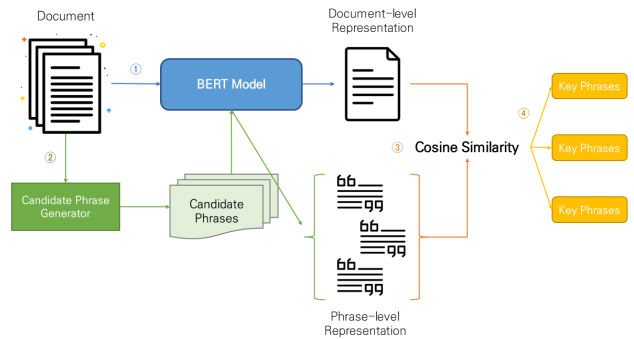 Document
Document-level
Representation
①
BERT Model
②
Candidate Phrase
Generator
Candidate
Phrases
③
Cosine Similarity
④
Key Phrases
Key Phrases
Key Phrases
Phrase-level
Representation